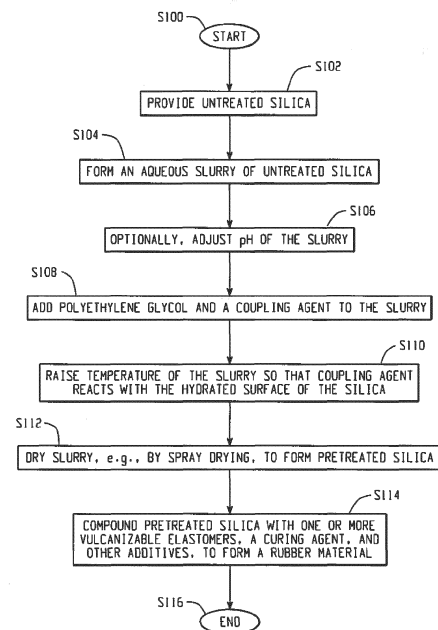 S100
START
S102
PROVIDE UNTREATED SILICA
S104
FORM AN AQUEOUS SLURRY OF UNTREATED SILICA
S106
OPTIONALLY, ADJUST pH OF THE SLURRY
S108
ADD POLYETHYLENE GLYCOL AND A COUPLING AGENT TO THE SLURRY
S110
RAISE TEMPERATURE OF THE SLURRY SO THAT COUPLING AGENT
REACTS WITH THE HYDRATED SURFACE OF THE SILICA
S112
DRY SLURRY, e.g., BY SPRAY DRYING, TO FORM PRETREATED SILICA
S114
COMPOUND PRETREATED SILICA WITH ONE OR MORE
VULCANIZABLE ELASTOMERS, A CURING AGENT, AND
OTHER ADDITIVES, TO FORM A RUBBER MATERIAL
S116
END